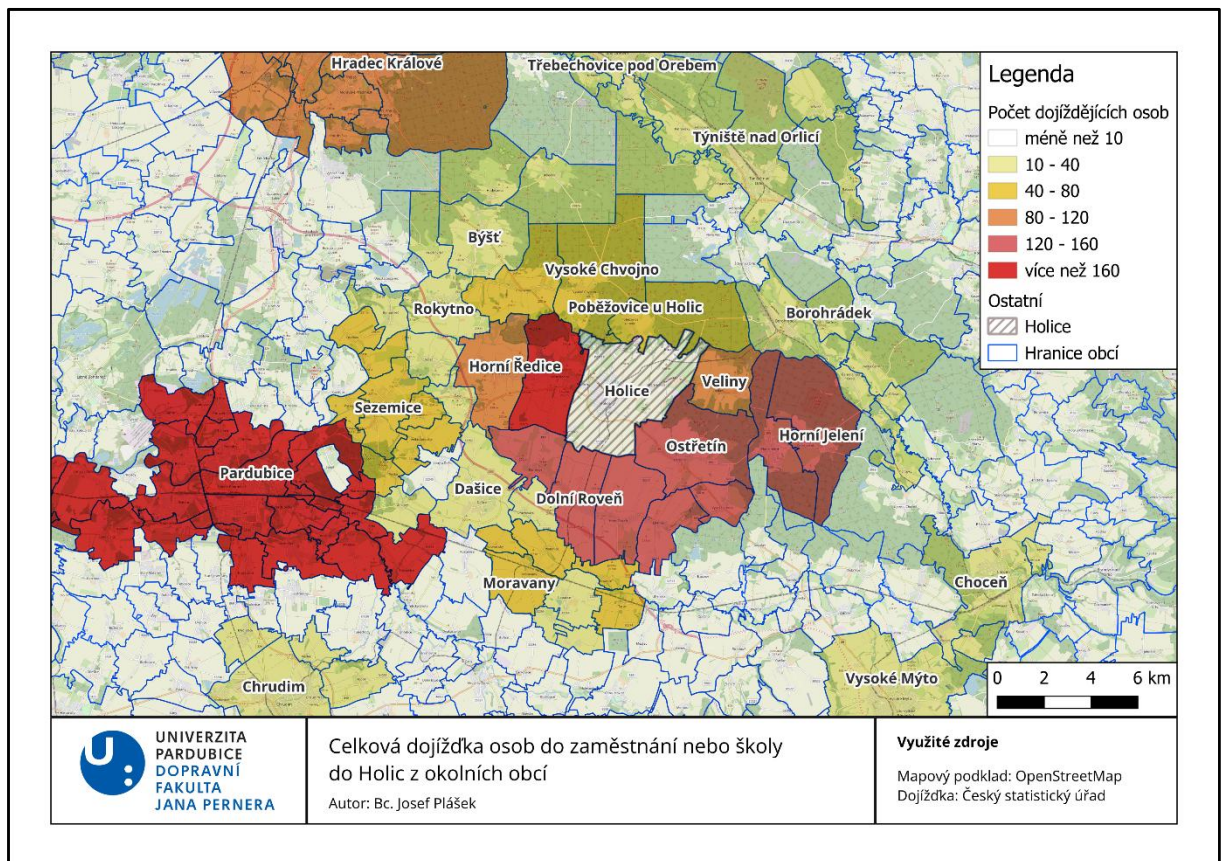 Hradec Králové
Třebechovice pod Orebem
Týniště nad Orlicí
Býšť
Vysoké Chvojno
Rokytno
Poběžovice u Holic
Borohrádek
Horní Ředice
Holice
Veliny
Sezemice
Ostřetín
Horní Jelení
Pardubice
Dašice
Dolní Roveň
Moravany
Choceň
Chrudim
Vysoké Mýto
Legenda
Počet dojíždějících osob
méně než 10
10 - 40
40 - 80
80 - 120
120 - 160
více než 160
Ostatní
Holice
Hranice obcí
0 2 4 6 km
UNIVERZITA
PARDUBICE
DOPRAVNÍ
FAKULTA
JANA PERNERA
Celková dojížďka osob do zaměstnání nebo školy
do Holic z okolních obcí
Autor: Bc. Josef Plášek
Využité zdroje
Mapový podklad: OpenStreetMap
Dojížďka: Český statistický úřad